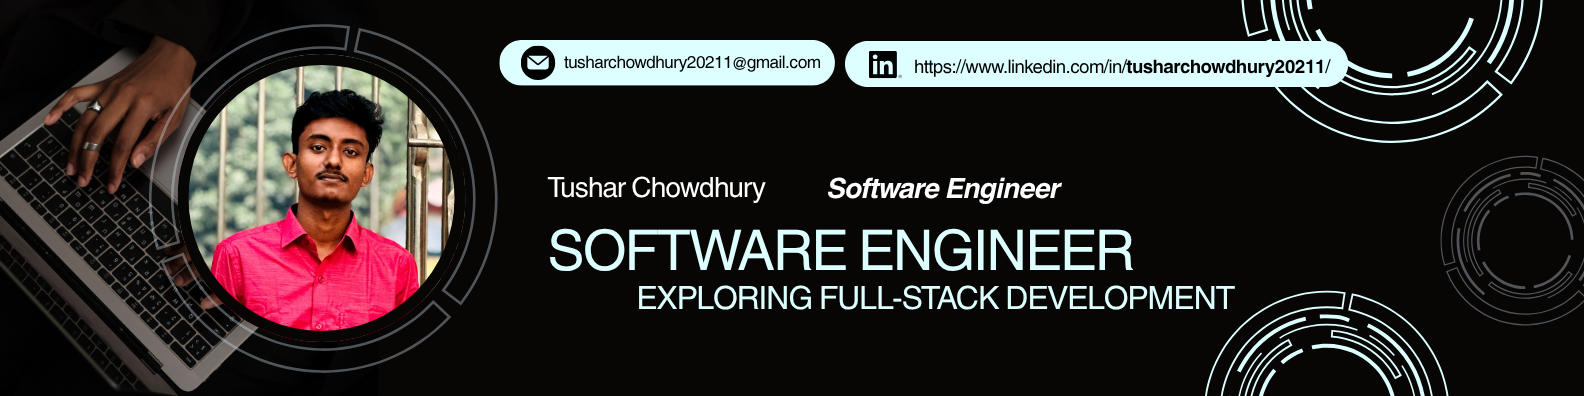 tusharchowdhury20211@gmail.com
in https://www.linkedin.com/in/tusharchowdhury20211/
Tushar Chowdhury Software Engineer
SOFTWARE ENGINEER
EXPLORING FULL-STACK DEVELOPMENT